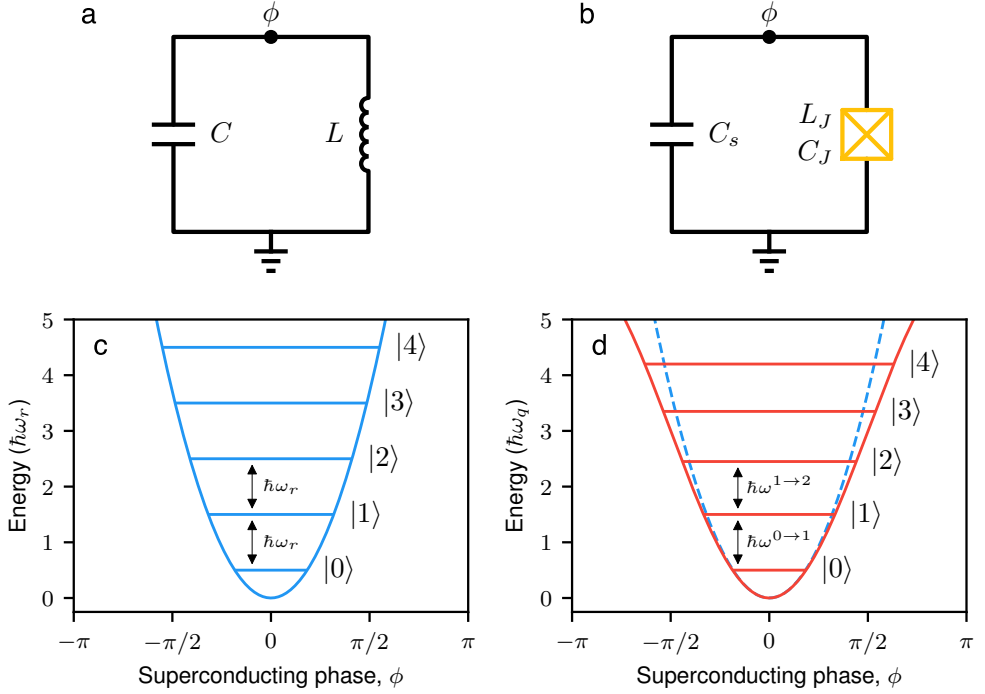 a
ϕ
C
L
b
ϕ
C_s
L_J
C_J
c
Energy (ℏω_r)
5
4
3
2
1
0
|4⟩
|3⟩
|2⟩
|1⟩
|0⟩
ℏω_r
ℏω_r
−π
−π/2
0
π/2
π
Superconducting phase, ϕ
d
Energy (ℏω_q)
5
4
3
2
1
0
|4⟩
|3⟩
|2⟩
|1⟩
|0⟩
ℏω^{1→2}
ℏω^{0→1}
−π
−π/2
0
π/2
π
Superconducting phase, ϕ